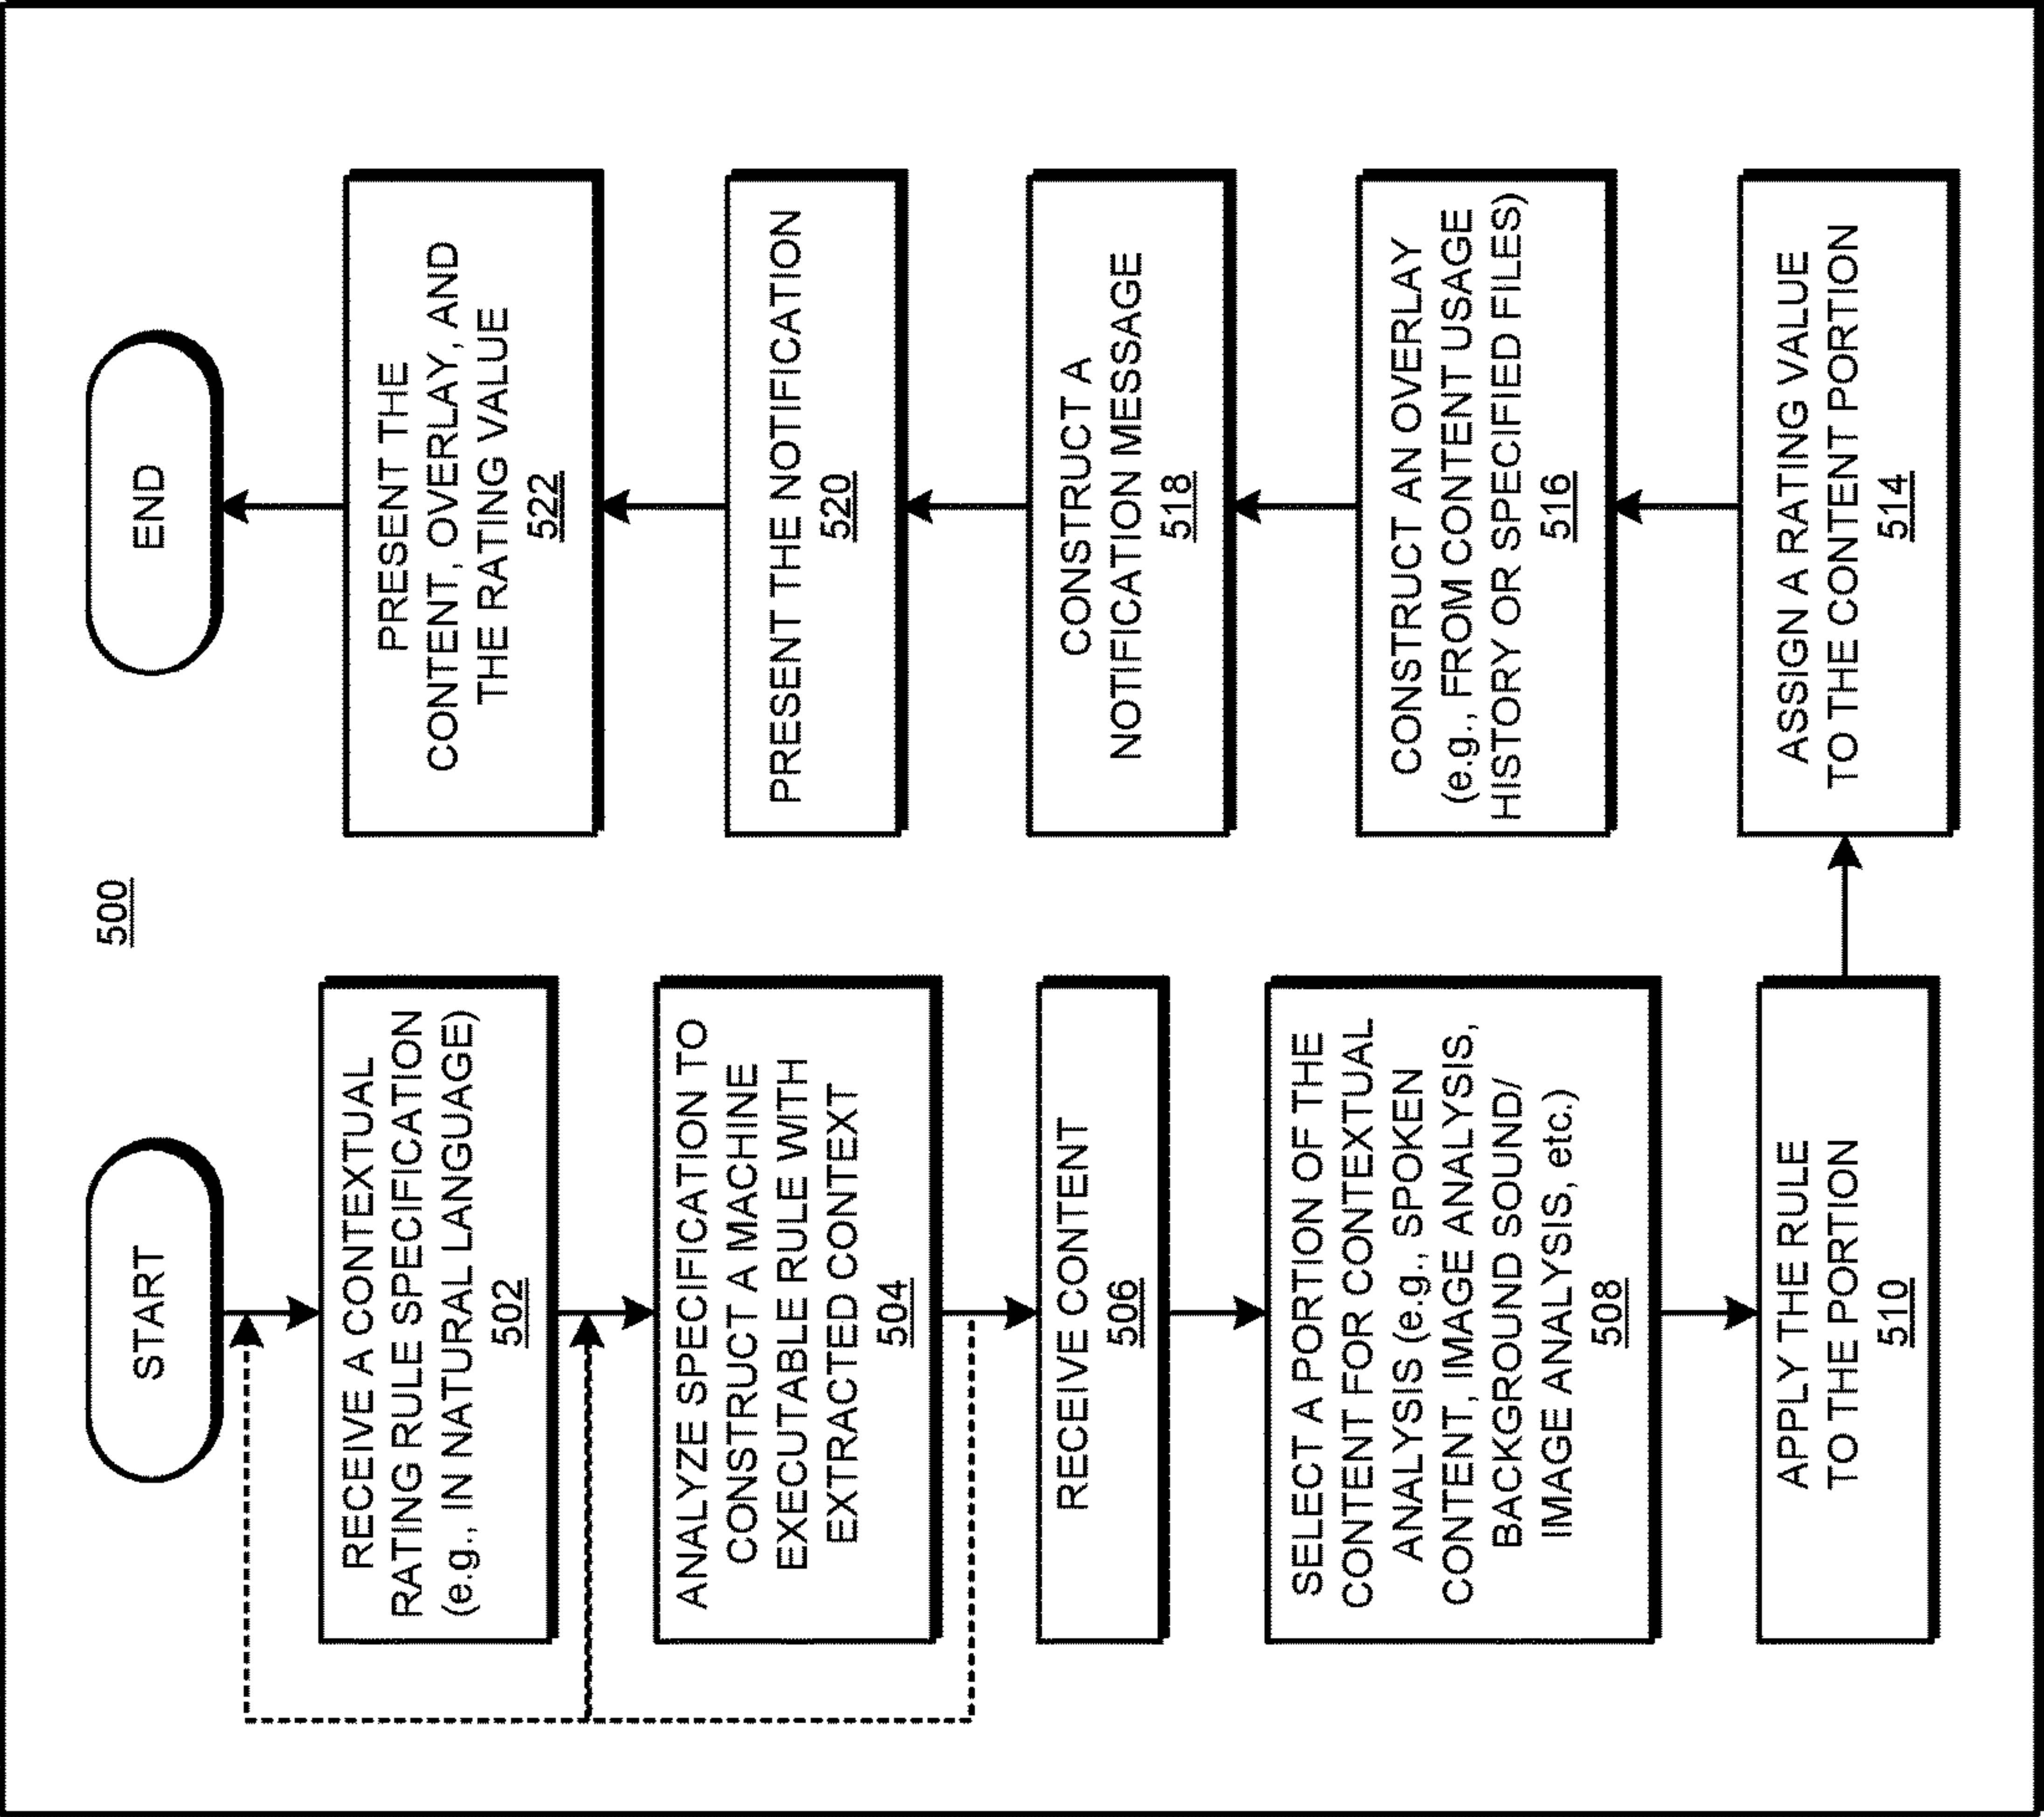 500
START
RECEIVE A CONTEXTUAL
RATING RULE SPECIFICATION
(e.g., IN NATURAL LANGUAGE)
502
ANALYZE SPECIFICATION TO
CONSTRUCT A MACHINE
EXECUTABLE RULE WITH
EXTRACTED CONTEXT
504
RECEIVE CONTENT
506
SELECT A PORTION OF THE
CONTENT FOR CONTEXTUAL
ANALYSIS (e.g., SPOKEN
CONTENT, IMAGE ANALYSIS,
BACKGROUND SOUND/
IMAGE ANALYSIS, etc.)
508
APPLY THE RULE
TO THE PORTION
510
ASSIGN A RATING VALUE
TO THE CONTENT PORTION
514
CONSTRUCT AN OVERLAY
(e.g., FROM CONTENT USAGE
HISTORY OR SPECIFIED FILES)
516
CONSTRUCT A
NOTIFICATION MESSAGE
518
PRESENT THE NOTIFICATION
520
PRESENT THE
CONTENT, OVERLAY, AND
THE RATING VALUE
522
END